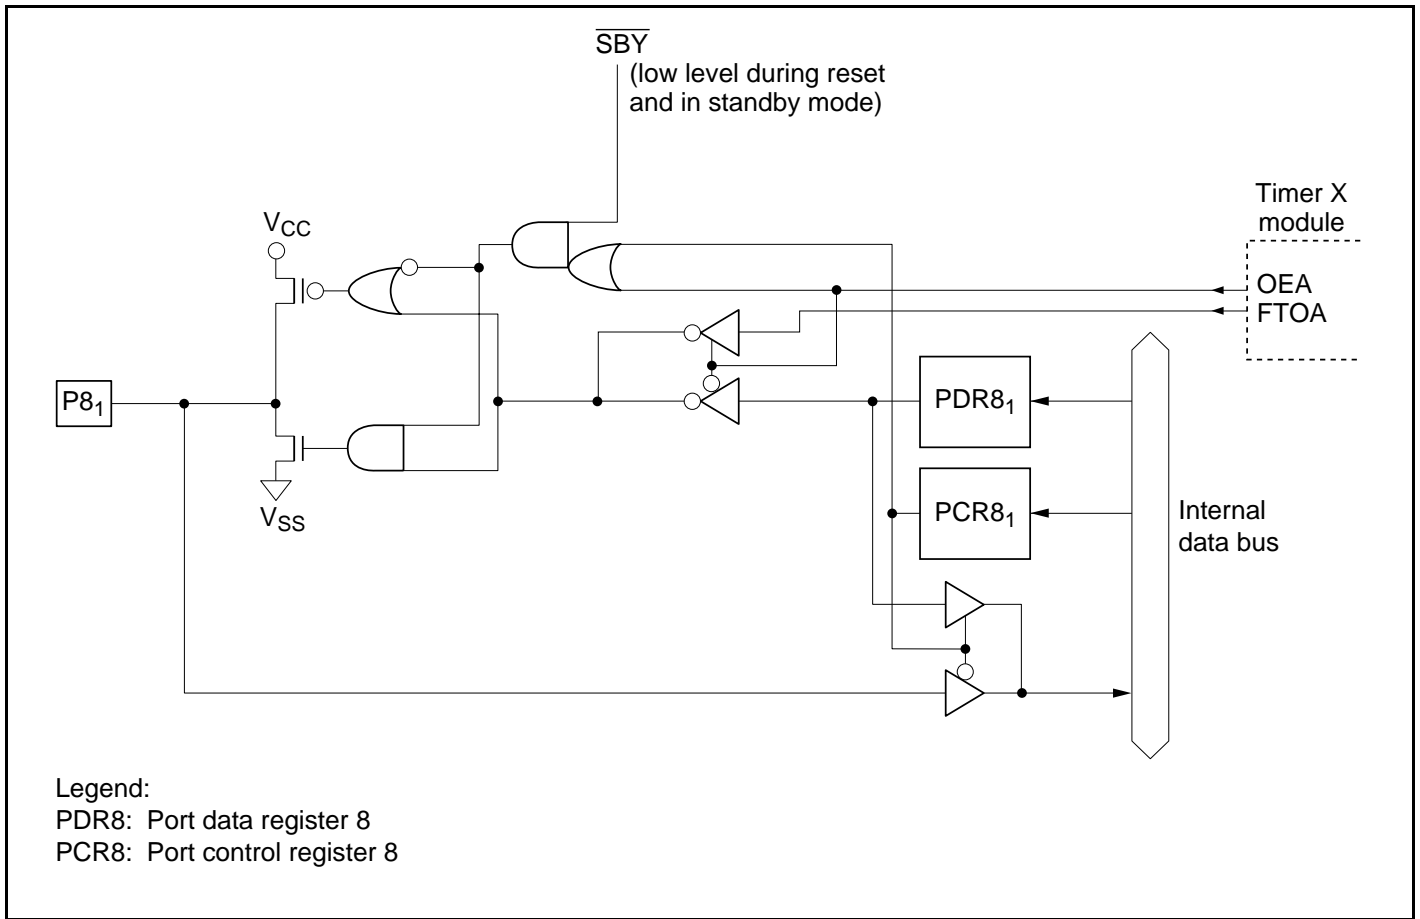 SBY
(low level during reset
and in standby mode)
Timer X
module
VCC
OEA
FTOA
P81
PDR81
PCR81
VSS
Internal
data bus
Legend:
PDR8: Port data register 8
PCR8: Port control register 8